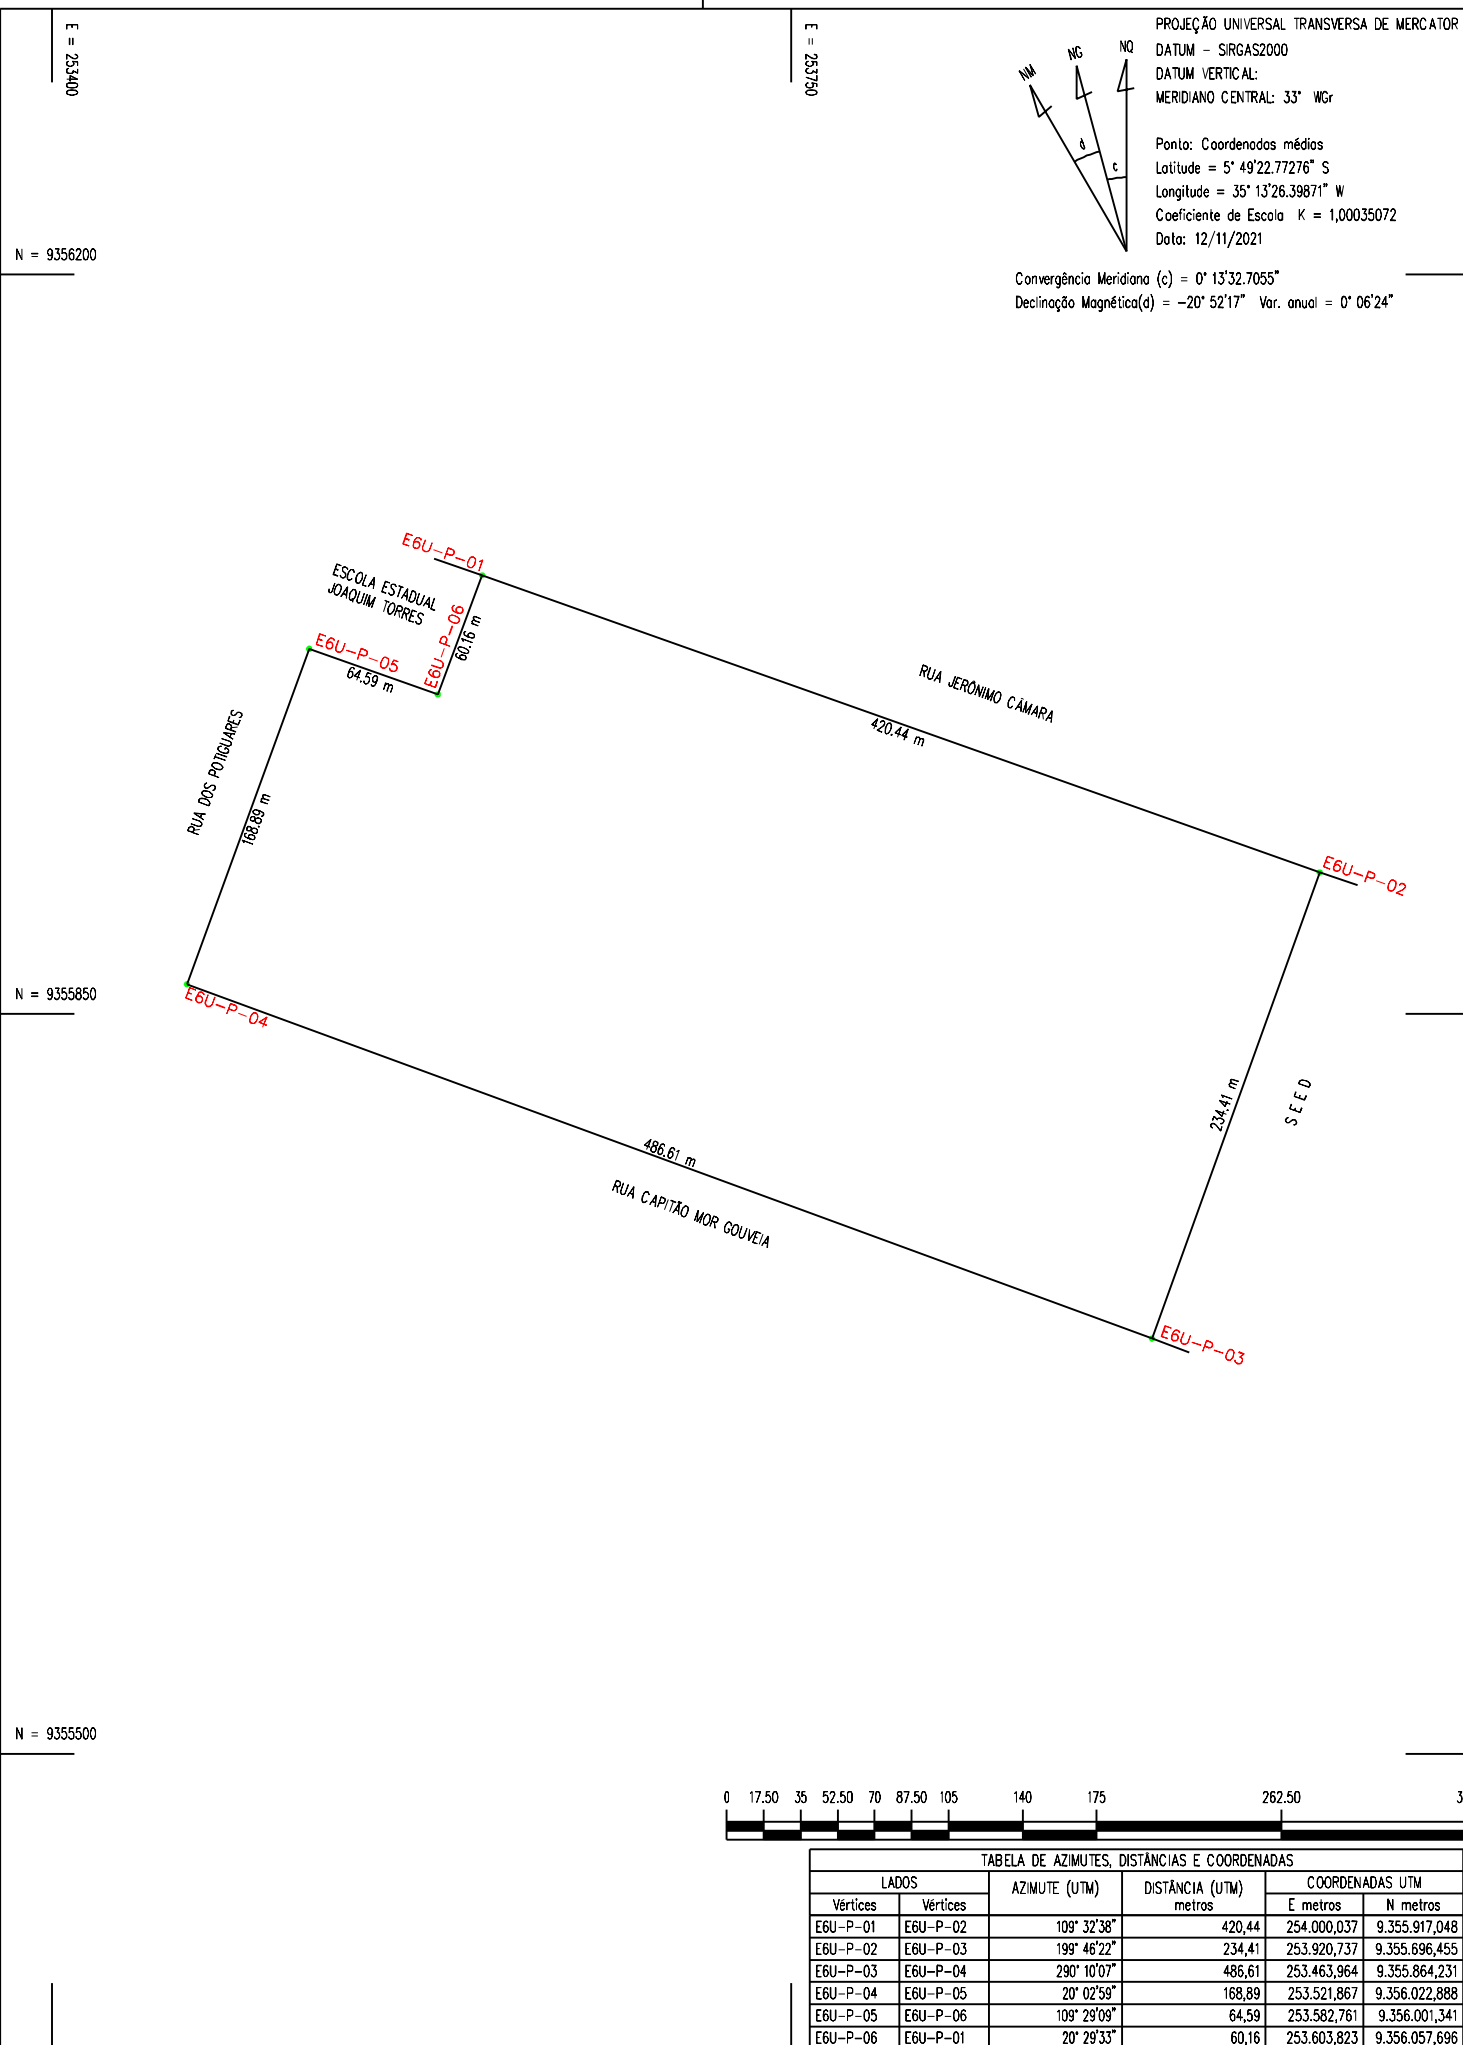 E = 253400
E = 253750
PROJEÇÃO UNIVERSAL TRANSVERSA DE MERCATOR
DATUM - SIRGAS2000
DATUM VERTICAL:
MERIDIANO CENTRAL: 33° WGr
NM
NG
NQ
d
c
Ponto: Coordenadas médias
Latitude = 5° 49'22.77276" S
Longitude = 35° 13'26.39871" W
Coeficiente de Escala K = 1,00035072
Data: 12/11/2021
N = 9356200
Convergência Meridiana (c) = 0° 13'32.7055"
Declinação Magnética(d) = -20° 52'17" Var. anual = 0° 06'24"
E6U-P-01
ESCOLA ESTADUAL
JOAQUIM TORRES
E6U-P-06
60.16 m
E6U-P-05
64.59 m
RUA JERÔNIMO CÂMARA
420.44 m
RUA DOS POTIGUARES
168.89 m
E6U-P-02
N = 9355850
E6U-P-04
234.41 m
SEED
486.61 m
RUA CAPITÃO MOR GOUVEIA
E6U-P-03
N = 9355500
0 17.50 35 52.50 70 87.50 105 140 175 262.50 3
TABELA DE AZIMUTES, DISTÂNCIAS E COORDENADAS
LADOS AZIMUTE (UTM) DISTÂNCIA (UTM) metros COORDENADAS UTM
Vértices Vértices E metros N metros
E6U-P-01 E6U-P-02 109° 32'38" 420,44 254.000,037 9.355.917,048
E6U-P-02 E6U-P-03 199° 46'22" 234,41 253.920,737 9.355.696,455
E6U-P-03 E6U-P-04 290° 10'07" 486,61 253.463,964 9.355.864,231
E6U-P-04 E6U-P-05 20° 02'59" 168,89 253.521,867 9.356.022,888
E6U-P-05 E6U-P-06 109° 29'09" 64,59 253.582,761 9.356.001,341
E6U-P-06 E6U-P-01 20° 29'33" 60,16 253.603,823 9.356.057,696